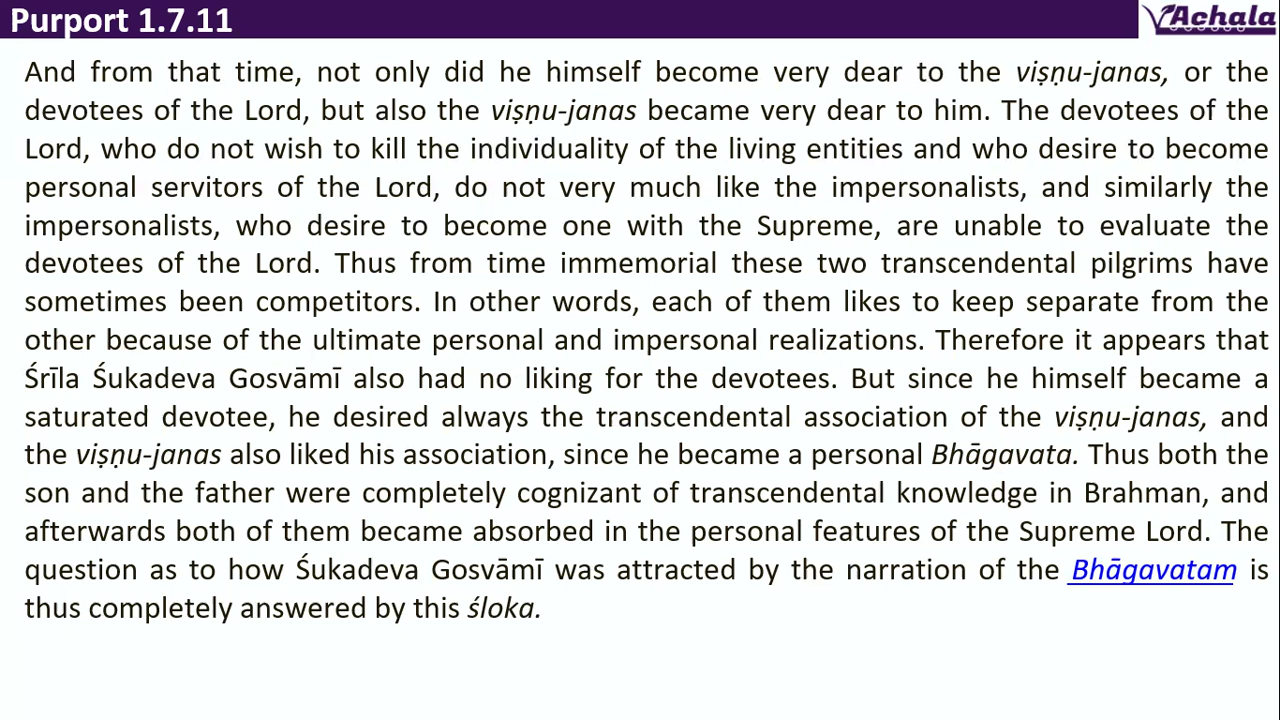 Purport 1.7.11
Achala
And from that time, not only did he himself become very dear to the viṣṇu-janas, or the
devotees of the Lord, but also the viṣṇu-janas became very dear to him. The devotees of the
Lord, who do not wish to kill the individuality of the living entities and who desire to become
personal servitors of the Lord, do not very much like the impersonalists, and similarly the
impersonalists, who desire to become one with the Supreme, are unable to evaluate the
devotees of the Lord. Thus from time immemorial these two transcendental pilgrims have
sometimes been competitors. In other words, each of them likes to keep separate from the
other because of the ultimate personal and impersonal realizations. Therefore it appears that
Śrīla Śukadeva Gosvāmī also had no liking for the devotees. But since he himself became a
saturated devotee, he desired always the transcendental association of the viṣṇu-janas, and
the viṣṇu-janas also liked his association, since he became a personal Bhāgavata. Thus both the
son and the father were completely cognizant of transcendental knowledge in Brahman, and
afterwards both of them became absorbed in the personal features of the Supreme Lord. The
question as to how Śukadeva Gosvāmī was attracted by the narration of the Bhāgavatam is
thus completely answered by this śloka.